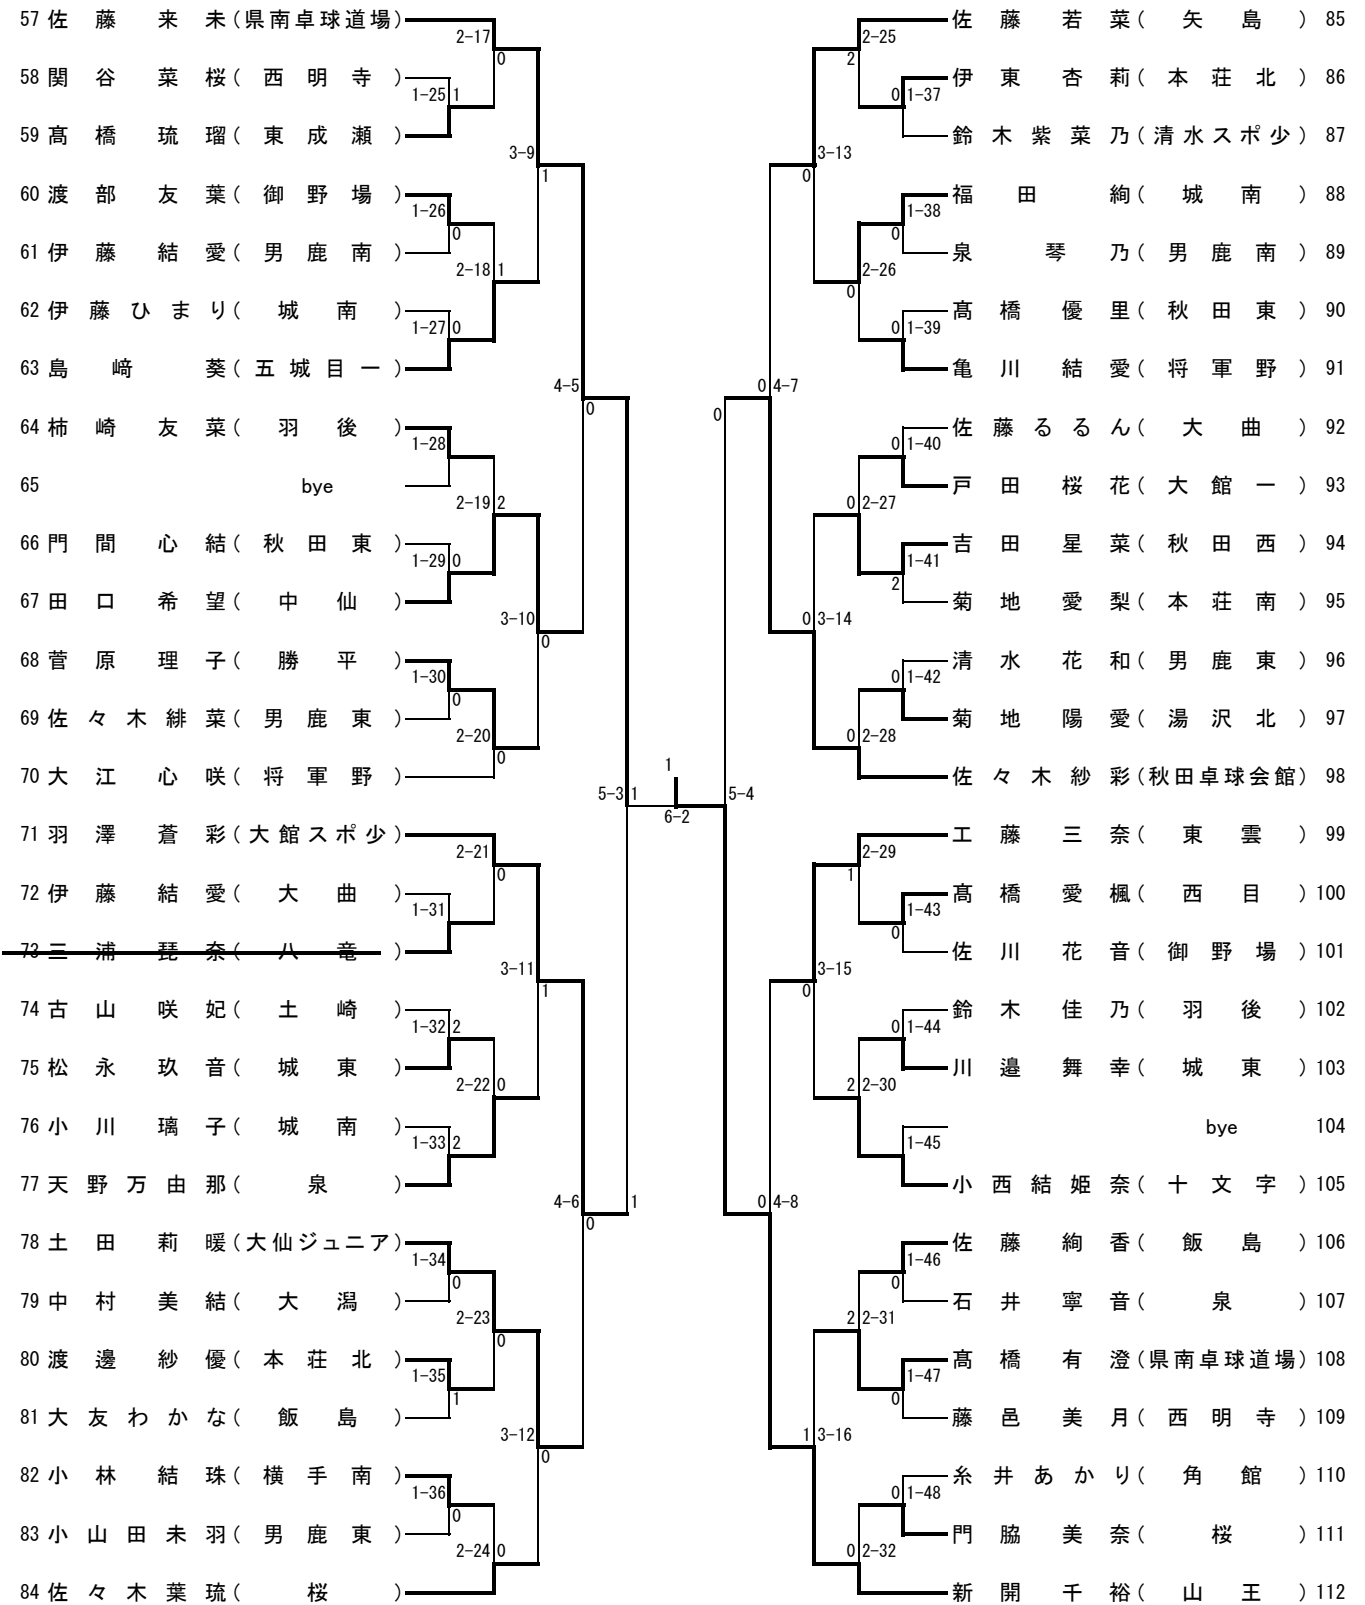 57 佐藤来未(県南卓球道場)
2-17
0
58 関谷菜桜(西明寺)
1-25 1
59 髙橋琉瑠(東成瀬)
3-9
1
60 渡部友葉(御野場)
1-26
0
61 伊藤結愛(男鹿南)
2-18 1
62 伊藤ひまり(城南)
1-27 0
63 島﨑葵(五城目一)
4-5
0
64 柿崎友菜(羽後)
1-28
65 bye
2-19 2
66 門間心結(秋田東)
1-29 0
67 田口希望(中仙)
3-10
0
68 菅原理子(勝平)
1-30
0
69 佐々木緋菜(男鹿東)
2-20
0
70 大江心咲(将軍野)
5-3 1
71 羽澤蒼彩(大館スポ少)
2-21
0
72 伊藤結愛(大曲)
1-31
73 三浦琵奈(八竜)
3-11
1
74 古山咲妃(土崎)
1-32 2
75 松永玖音(城東)
2-22 0
76 小川璃子(城南)
1-33 2
77 天野万由那(泉)
4-6
0
1
78 土田莉暖(大仙ジュニア)
1-34
0
79 中村美結(大潟)
2-23
0
80 渡邊紗優(本荘北)
1-35
1
81 大友わかな(飯島)
3-12
0
82 小林結珠(横手南)
1-36
0
83 小山田未羽(男鹿東)
2-24 0
84 佐々木葉琉(桜)
1
6-2
佐藤若菜(矢島) 85
2-25
2
伊東杏莉(本荘北) 86
0 1-37
鈴木紫菜乃(清水スポ少) 87
3-13
0
福田絢(城南) 88
1-38
0
泉琴乃(男鹿南) 89
2-26
0
髙橋優里(秋田東) 90
0 1-39
亀川結愛(将軍野) 91
0 4-7
0
佐藤るるん(大曲) 92
0 1-40
戸田桜花(大館一) 93
0 2-27
吉田星菜(秋田西) 94
1-41
2
菊地愛梨(本荘南) 95
0 3-14
清水花和(男鹿東) 96
0 1-42
菊地陽愛(湯沢北) 97
0 2-28
佐々木紗彩(秋田卓球会館) 98
5-4
工藤三奈(東雲) 99
2-29
1
髙橋愛楓(西目) 100
1-43
0
佐川花音(御野場) 101
3-15
0
鈴木佳乃(羽後) 102
0 1-44
川邉舞幸(城東) 103
2 2-30
bye 104
1-45
小西結姫奈(十文字) 105
0 4-8
佐藤絢香(飯島) 106
1-46
0
石井寧音(泉) 107
2 2-31
髙橋有澄(県南卓球道場) 108
1-47
0
藤邑美月(西明寺) 109
1 3-16
糸井あかり(角館) 110
0 1-48
門脇美奈(桜) 111
0 2-32
新開千裕(山王) 112